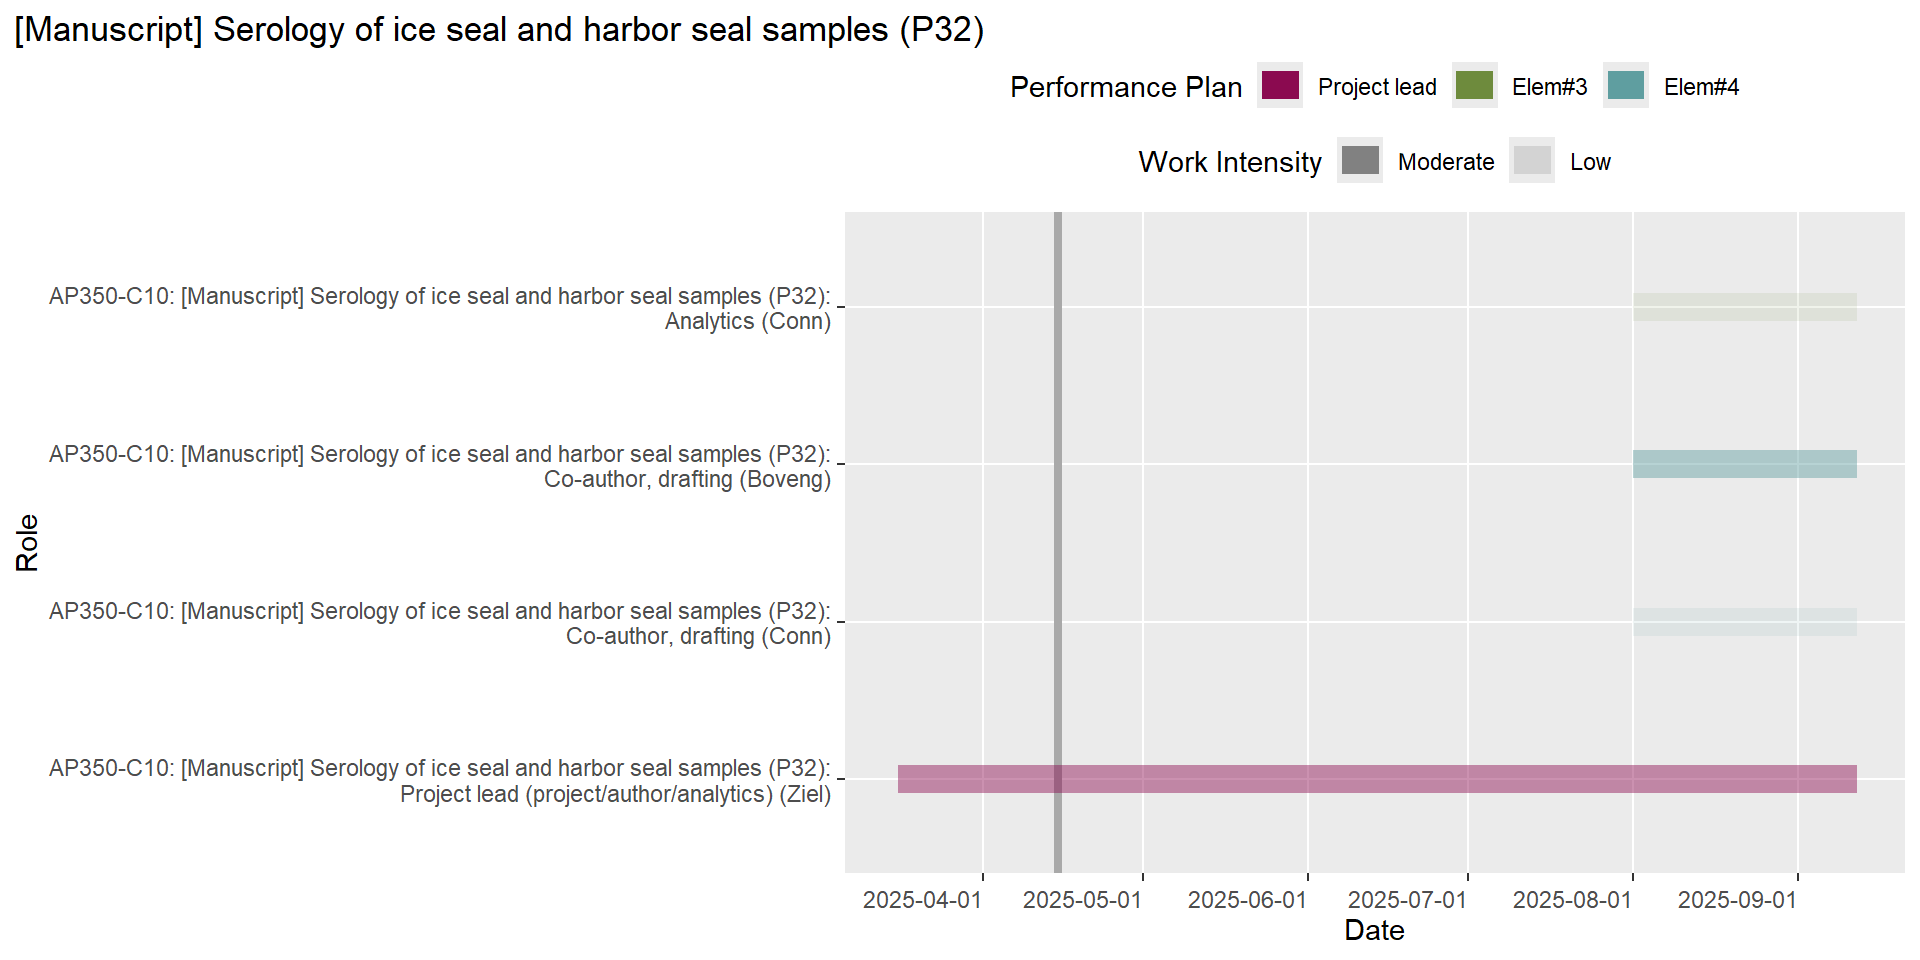 [Manuscript] Serology of ice seal and harbor seal samples (P32)
Performance Plan Project lead Elem#3 Elem#4
Work Intensity Moderate Low
AP350-C10: [Manuscript] Serology of ice seal and harbor seal samples (P32):
Analytics (Conn)
AP350-C10: [Manuscript] Serology of ice seal and harbor seal samples (P32):
Co-author, drafting (Boveng)
AP350-C10: [Manuscript] Serology of ice seal and harbor seal samples (P32):
Co-author, drafting (Conn)
AP350-C10: [Manuscript] Serology of ice seal and harbor seal samples (P32):
Project lead (project/author/analytics) (Ziel)
Role
2025-04-01 2025-05-01 2025-06-01 2025-07-01 2025-08-01 2025-09-01
Date